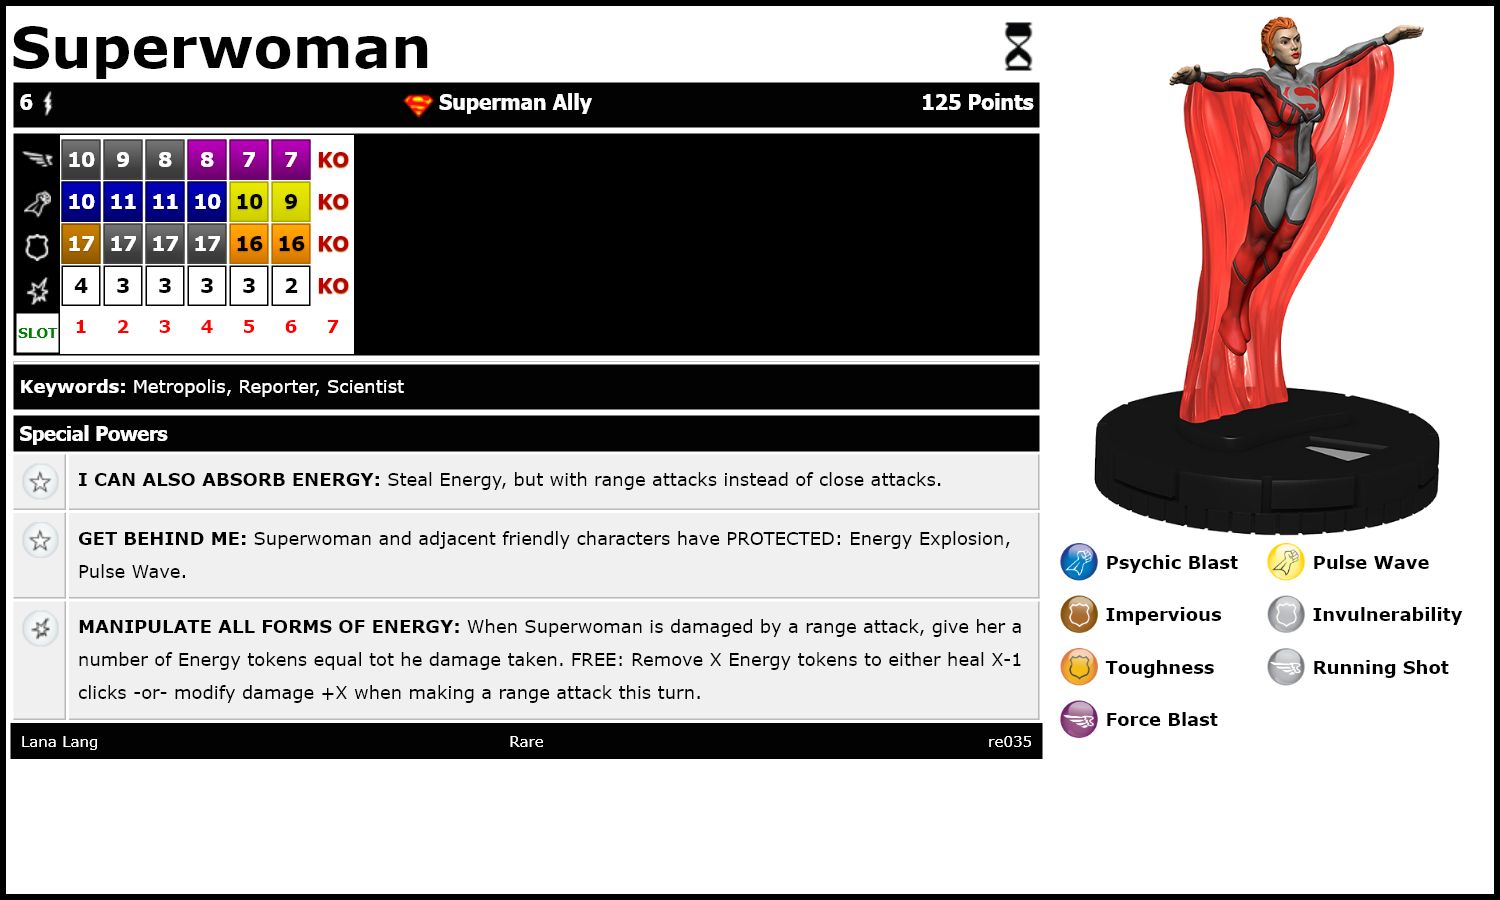 Superwoman
6 Superman Ally 125 Points
10 9 8 8 7 7 KO
10 11 11 10 10 9 KO
17 17 17 17 16 16 KO
4 3 3 3 3 2 KO
SLOT 1 2 3 4 5 6 7
Keywords: Metropolis, Reporter, Scientist
Special Powers
I CAN ALSO ABSORB ENERGY: Steal Energy, but with range attacks instead of close attacks.
GET BEHIND ME: Superwoman and adjacent friendly characters have PROTECTED: Energy Explosion,
Pulse Wave.
MANIPULATE ALL FORMS OF ENERGY: When Superwoman is damaged by a range attack, give her a
number of Energy tokens equal tot he damage taken. FREE: Remove X Energy tokens to either heal X-1
clicks -or- modify damage +X when making a range attack this turn.
Lana Lang Rare re035
Psychic Blast Pulse Wave
Impervious Invulnerability
Toughness Running Shot
Force Blast